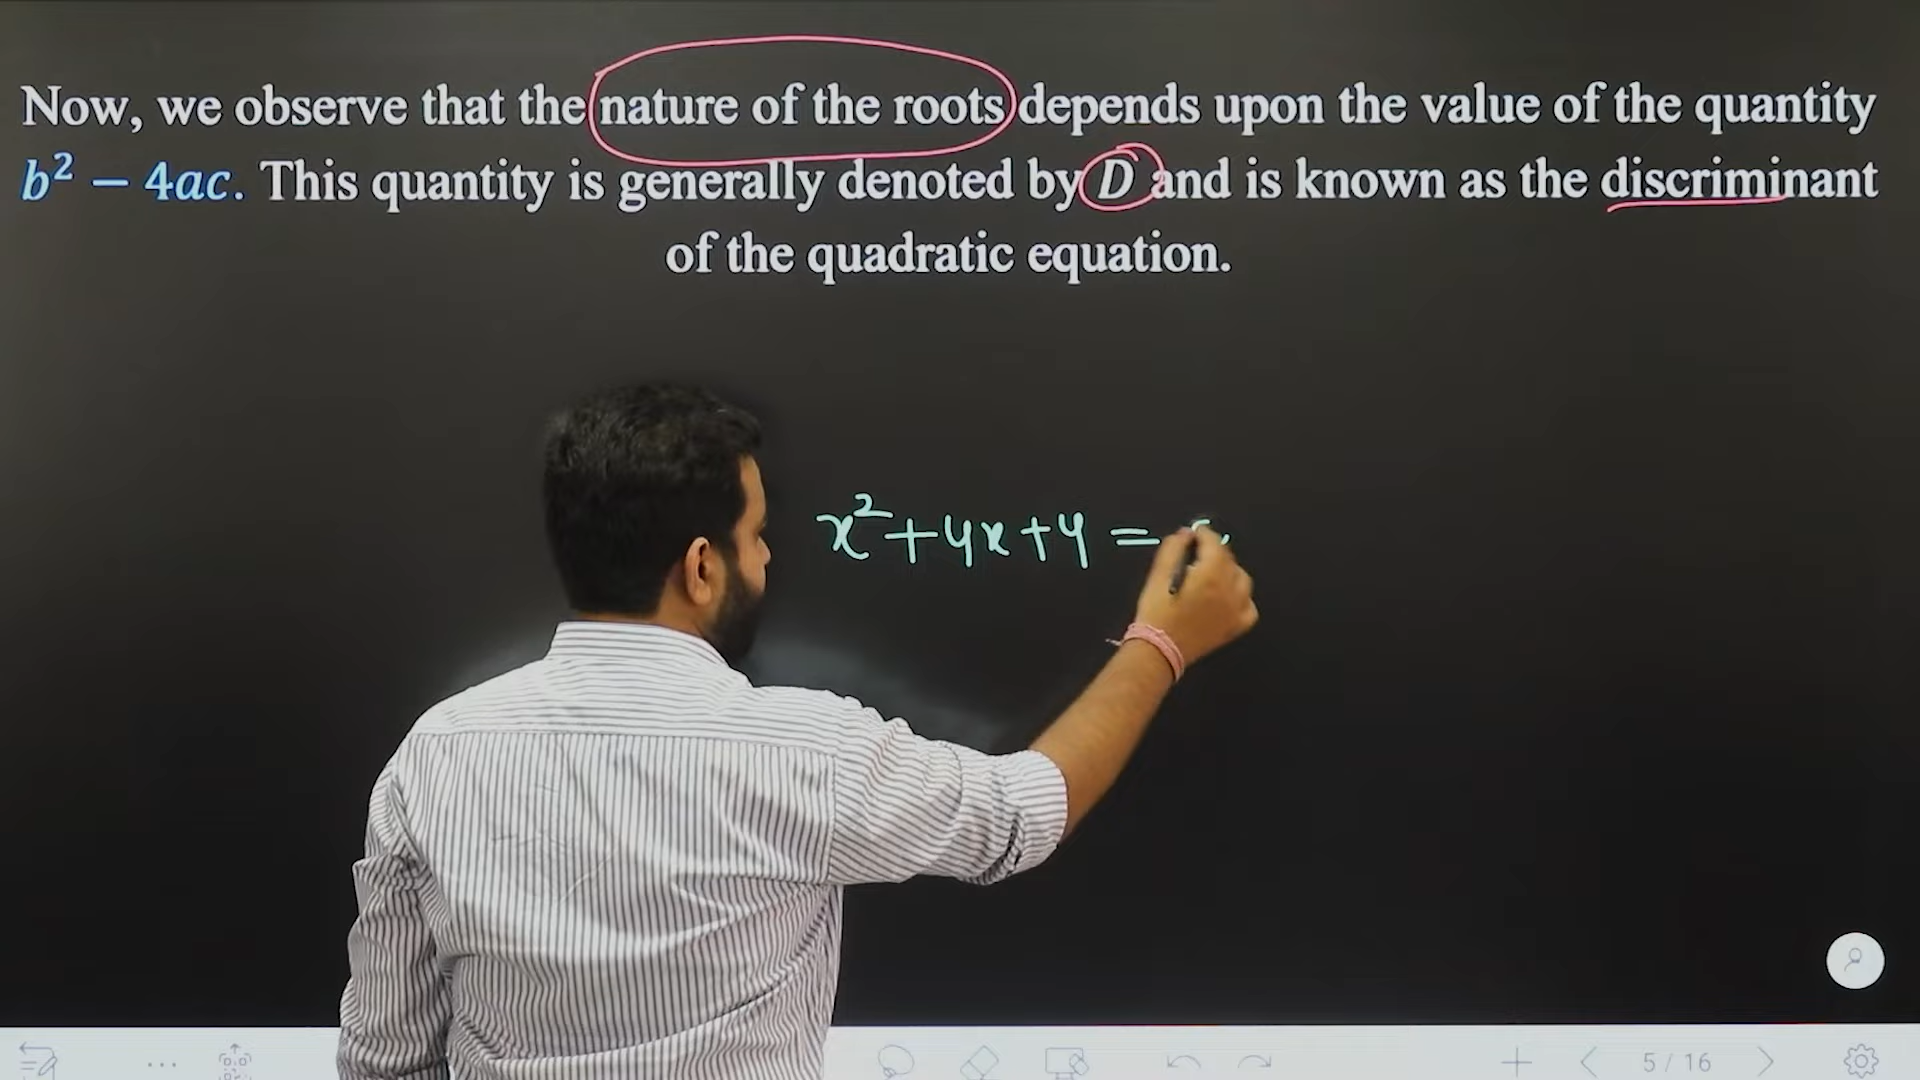 Now, we observe that the nature of the roots depends upon the value of the quantity
b² − 4ac. This quantity is generally denoted by D and is known as the discriminant
of the quadratic equation.
x² + 4x + 4 =
5 / 16